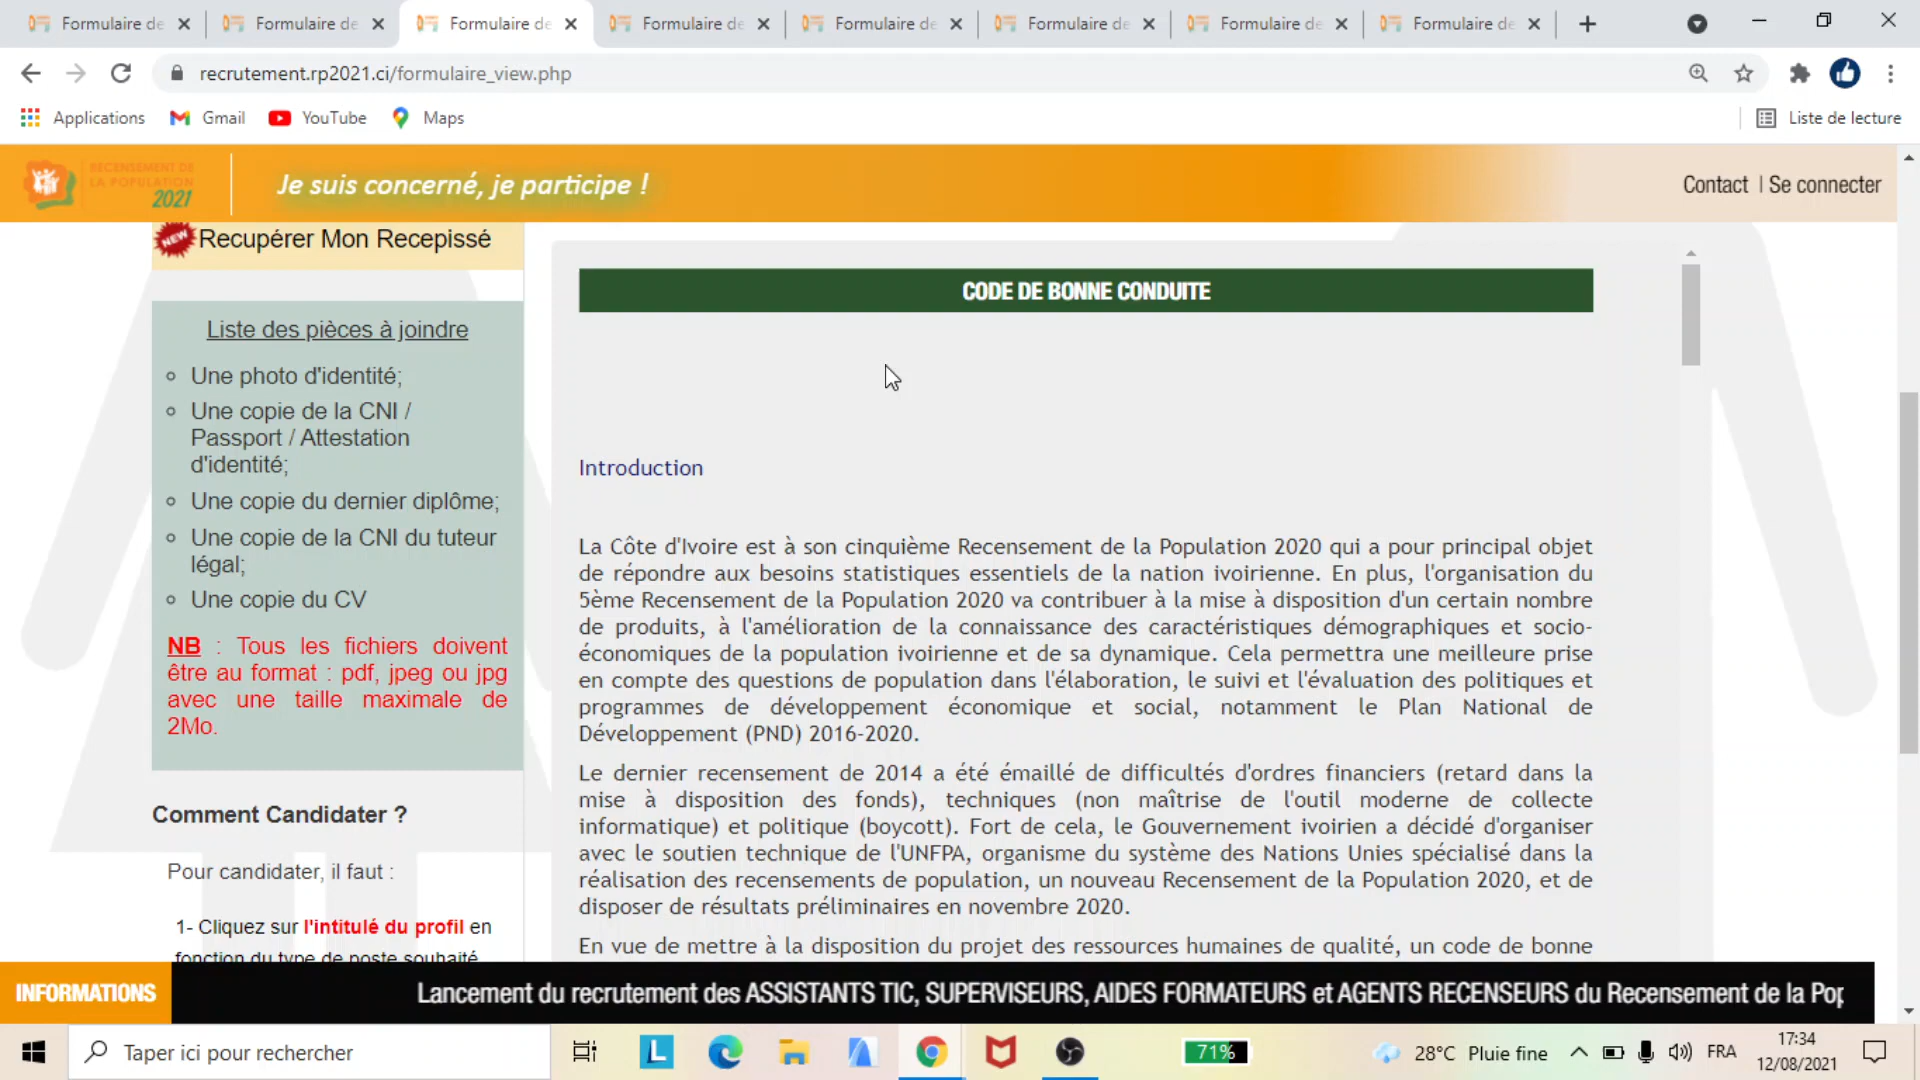 Formulaire de
Formulaire de
Formulaire de
Formulaire de
Formulaire de
Formulaire de
Formulaire de
Formulaire de
recrutement.rp2021.ci/formulaire_view.php
Applications
Gmail
YouTube
Maps
Liste de lecture
RECENSEMENT DE
LA POPULATION
2021
Je suis concerné, je participe !
Contact | Se connecter
NEW
Recupérer Mon Recepissé
Liste des pièces à joindre
Une photo d'identité;
Une copie de la CNI /
Passport / Attestation
d'identité;
Une copie du dernier diplôme;
Une copie de la CNI du tuteur
légal;
Une copie du CV
NB : Tous les fichiers doivent
être au format : pdf, jpeg ou jpg
avec une taille maximale de
2Mo.
Comment Candidater ?
Pour candidater, il faut :
1- Cliquez sur l'intitulé du profil en
fonction du type de poste souhaité
CODE DE BONNE CONDUITE
Introduction
La Côte d'Ivoire est à son cinquième Recensement de la Population 2020 qui a pour principal objet
de répondre aux besoins statistiques essentiels de la nation ivoirienne. En plus, l'organisation du
5ème Recensement de la Population 2020 va contribuer à la mise à disposition d'un certain nombre
de produits, à l'amélioration de la connaissance des caractéristiques démographiques et socio-
économiques de la population ivoirienne et de sa dynamique. Cela permettra une meilleure prise
en compte des questions de population dans l'élaboration, le suivi et l'évaluation des politiques et
programmes de développement économique et social, notamment le Plan National de
Développement (PND) 2016-2020.
Le dernier recensement de 2014 a été émaillé de difficultés d'ordres financiers (retard dans la
mise à disposition des fonds), techniques (non maîtrise de l'outil moderne de collecte
informatique) et politique (boycott). Fort de cela, le Gouvernement ivoirien a décidé d'organiser
avec le soutien technique de l'UNFPA, organisme du système des Nations Unies spécialisé dans la
réalisation des recensements de population, un nouveau Recensement de la Population 2020, et de
disposer de résultats préliminaires en novembre 2020.
En vue de mettre à la disposition du projet des ressources humaines de qualité, un code de bonne
INFORMATIONS
Lancement du recrutement des ASSISTANTS TIC, SUPERVISEURS, AIDES FORMATEURS et AGENTS RECENSEURS du Recensement de la Pop
Taper ici pour rechercher
L
71%
28°C Pluie fine
FRA
17:34
12/08/2021